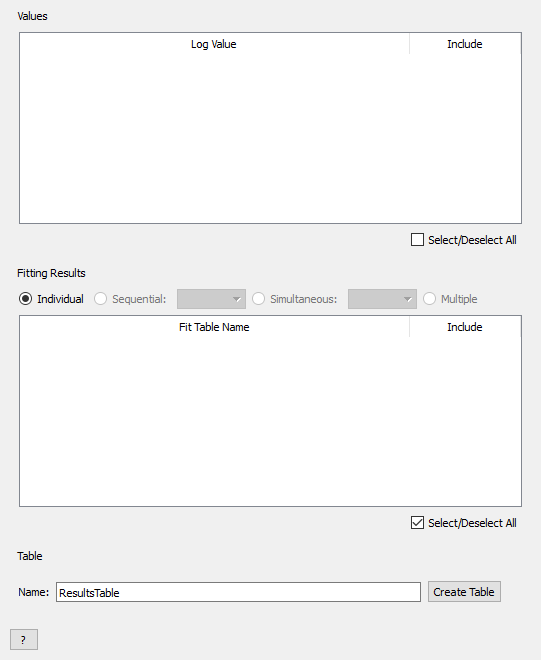 Values
Log Value Include
Select/Deselect All
Fitting Results
Individual Sequential: Simultaneous: Multiple
Fit Table Name Include
Select/Deselect All
Table
Name: ResultsTable Create Table
?